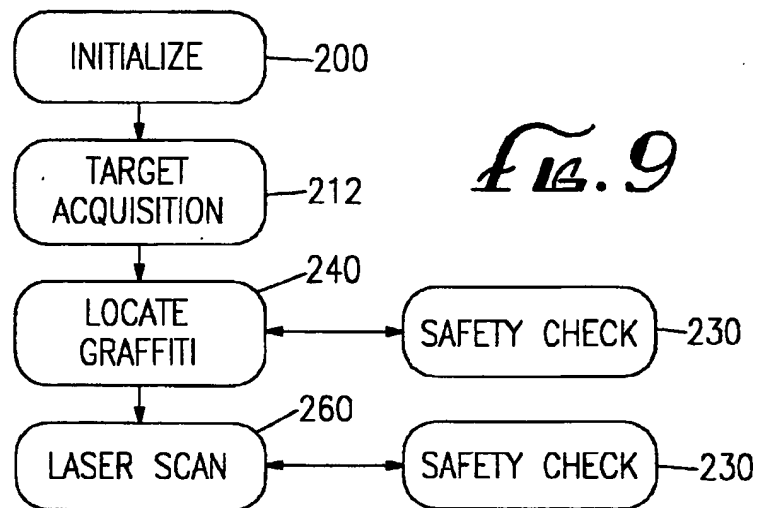 INITIALIZE
200
TARGET
ACQUISITION
212
FIG. 9
240
LOCATE
GRAFFITI
SAFETY CHECK
230
260
LASER SCAN
SAFETY CHECK
230